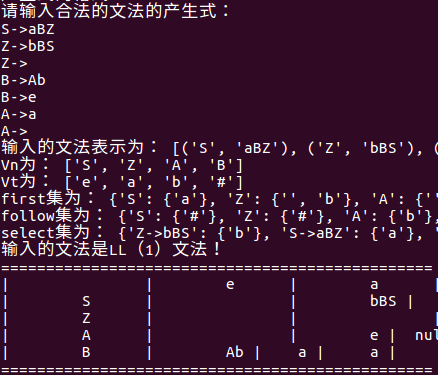 请输入合法的文法的产生式：
S->aBZ
Z->bBS
Z->
B->Ab
B->e
A->a
A->
输入的文法表示为： [('S', 'aBZ'), ('Z', 'bBS'), (
Vn为： ['S', 'Z', 'A', 'B']
Vt为： ['e', 'a', 'b', '#']
first集为： {'S': {'a'}, 'Z': {'', 'b'}, 'A': {''
follow集为： {'S': {'#'}, 'Z': {'#'}, 'A': {'b'},
select集为： {'Z->bBS': {'b'}, 'S->aBZ': {'a'}, '
输入的文法是LL（1）文法！
================================================
| | e | a |
| S | | bBS |
| Z | | |
| A | | e | nul
| B | Ab | a | a |
================================================